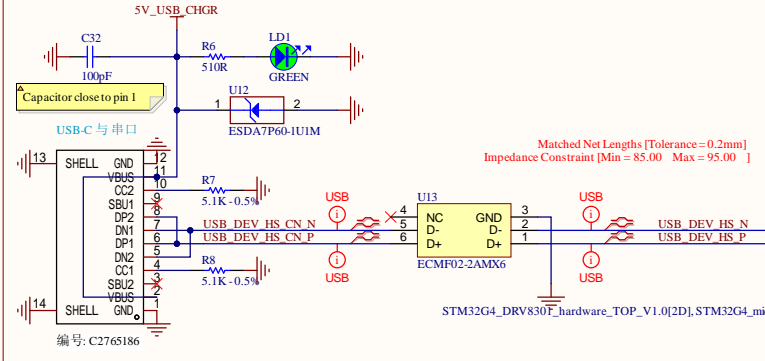 5V_USB_CHGR
C32
100pF
R6
510R
LD1
GREEN
Capacitor close to pin 1
1
U12
2
ESDA7P60-1U1M
USB-C 与 串口
13
SHELL
GND
12
VBUS
11
CC2
10
SBU1
9
DP2
8
DN1
7
DP1
6
DN2
5
CC1
4
SBU2
3
VBUS
2
14
SHELL
GND
1
编号: C2765186
R7
5.1K - 0.5%
USB_DEV_HS_CN_N
USB_DEV_HS_CN_P
R8
5.1K - 0.5%
USB
i
i
USB
U13
4
NC
GND
3
5
D-
D-
2
6
D+
D+
1
ECMF02-2AMX6
Matched Net Lengths [Tolerance = 0.2mm]
Impedance Constraint [Min = 85.00 Max = 95.00 ]
USB
i
i
USB
USB_DEV_HS_N
USB_DEV_HS_P
STM32G4_DRV8301_hardware_TOP_V1.0[2D], STM32G4_mi